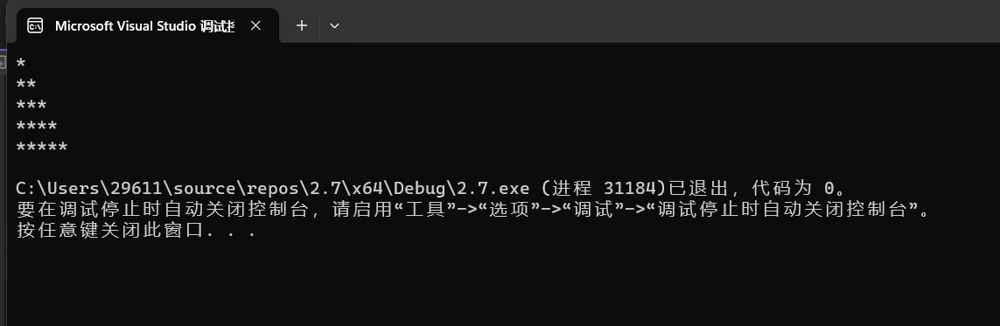 Microsoft Visual Studio 调试控
*
**
***
****
*****
C:\Users\29611\source\repos\2.7\x64\Debug\2.7.exe (进程 31184)已退出，代码为 0。
要在调试停止时自动关闭控制台，请启用“工具”->“选项”->“调试”->“调试停止时自动关闭控制台”。
按任意键关闭此窗口. . .